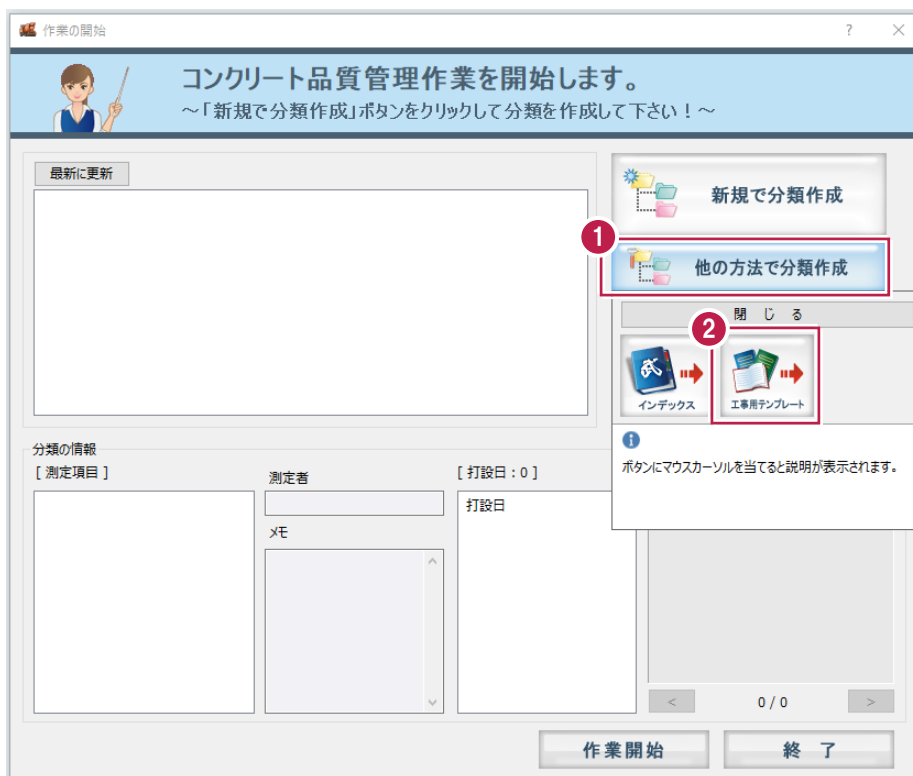 作業の開始
?
コンクリート品質管理作業を開始します。
～「新規で分類作成」ボタンをクリックして分類を作成して下さい！～
最新に更新
新規で分類作成
1
他の方法で分類作成
閉じる
2
武
インデックス
工事用テンプレート
ボタンにマウスカーソルを当てると説明が表示されます。
分類の情報
[ 測定項目 ]
測定者
メモ
[ 打設日：0 ]
打設日
<
0 / 0
>
作業開始
終 了